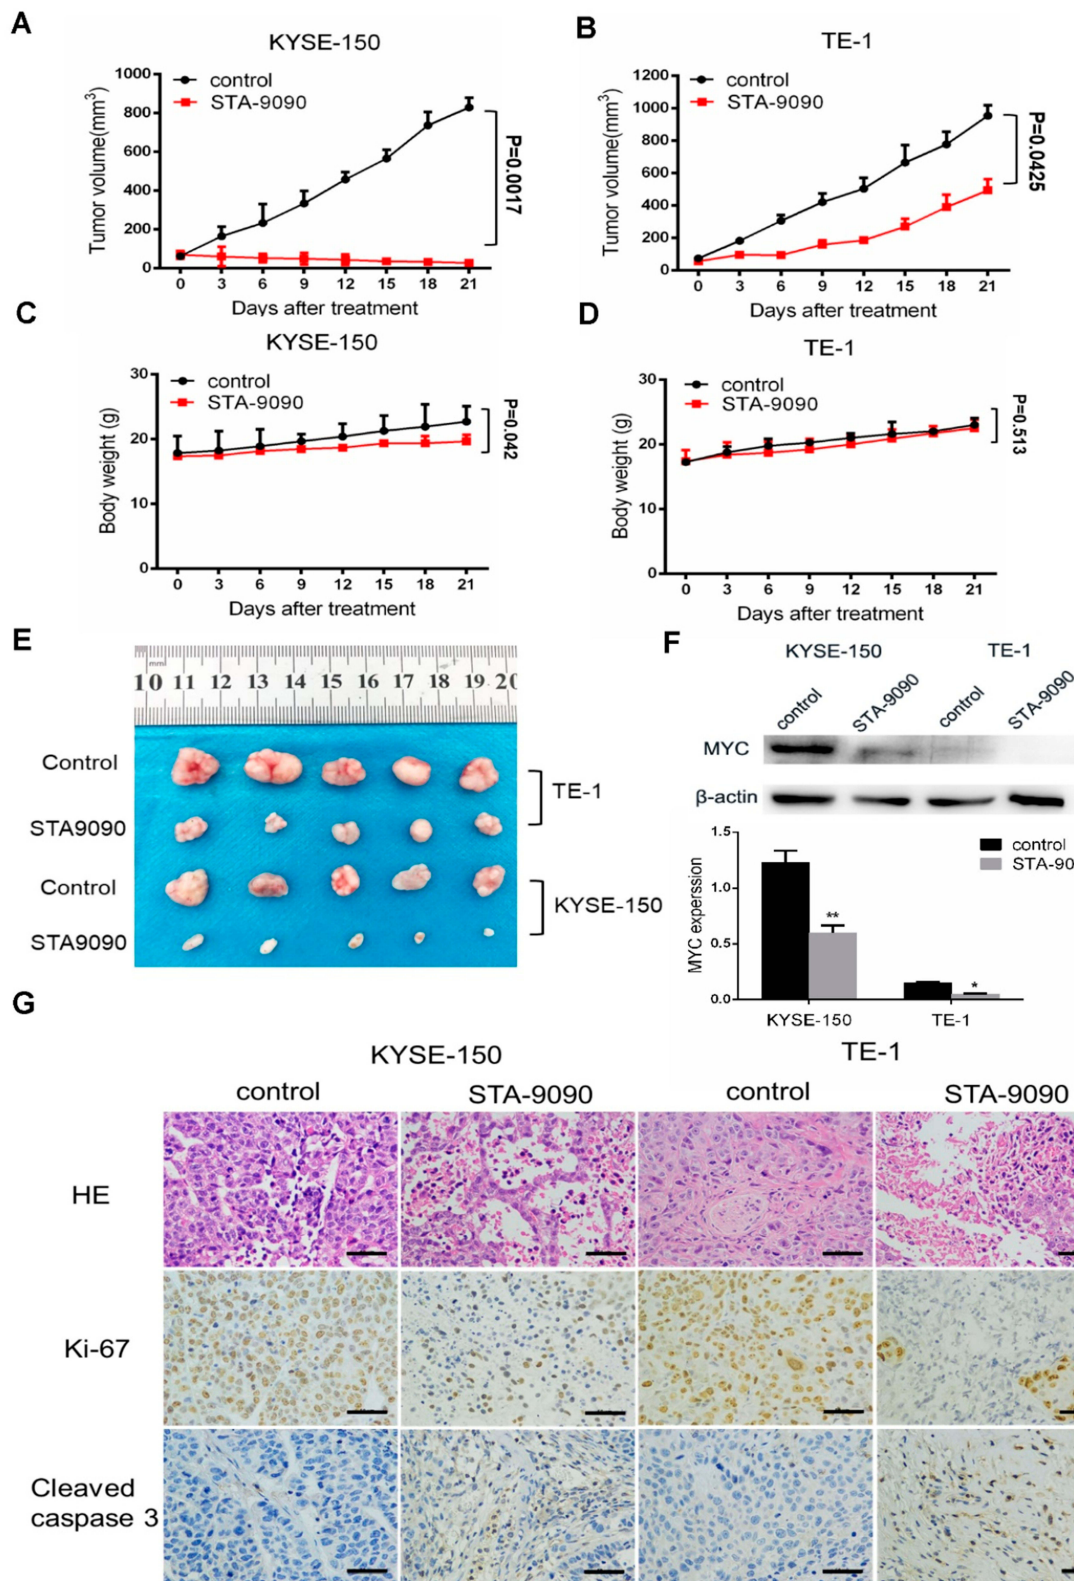 A
KYSE-150
1000
800
600
400
200
0
Tumor volume(mm3)
control
STA-9090
P=0.0017
0 3 6 9 12 15 18 21
Days after treatment
B
TE-1
1200
1000
800
600
400
200
0
Tumor volume(mm3)
control
STA-9090
P=0.0425
0 3 6 9 12 15 18 21
Days after treatment
C
KYSE-150
30
20
10
0
Body weight (g)
control
STA-9090
P=0.042
0 3 6 9 12 15 18 21
Days after treatment
D
TE-1
30
20
10
0
Body weight (g)
control
STA-9090
P=0.513
0 3 6 9 12 15 18 21
Days after treatment
E
mm
10 11 12 13 14 15 16 17 18 19 20
Control
TE-1
STA9090
Control
KYSE-150
STA9090
F
KYSE-150 TE-1
control STA-9090 control STA-9090
MYC
β-actin
1.5
1.0
0.5
0.0
MYC experssion
control
STA-90
**
*
KYSE-150 TE-1
G
KYSE-150 TE-1
control STA-9090 control STA-9090
HE
Ki-67
Cleaved
caspase 3